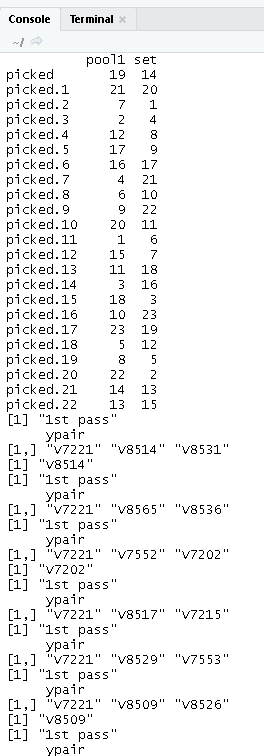 Console Terminal ×
~/
pool1 set
picked 19 14
picked.1 21 20
picked.2 7 1
picked.3 2 4
picked.4 12 8
picked.5 17 9
picked.6 16 17
picked.7 4 21
picked.8 6 10
picked.9 9 22
picked.10 20 11
picked.11 1 6
picked.12 15 7
picked.13 11 18
picked.14 3 16
picked.15 18 3
picked.16 10 23
picked.17 23 19
picked.18 5 12
picked.19 8 5
picked.20 22 2
picked.21 14 13
picked.22 13 15
[1] "1st pass"
ypair
[1,] "v7221" "v8514" "v8531"
[1] "v8514"
[1] "1st pass"
ypair
[1,] "v7221" "v8565" "v8536"
[1] "1st pass"
ypair
[1,] "v7221" "v7552" "v7202"
[1] "v7202"
[1] "1st pass"
ypair
[1,] "v7221" "v8517" "v7215"
[1] "1st pass"
ypair
[1,] "v7221" "v8529" "v7553"
[1] "1st pass"
ypair
[1,] "v7221" "v8509" "v8526"
[1] "v8509"
[1] "1st pass"
ypair